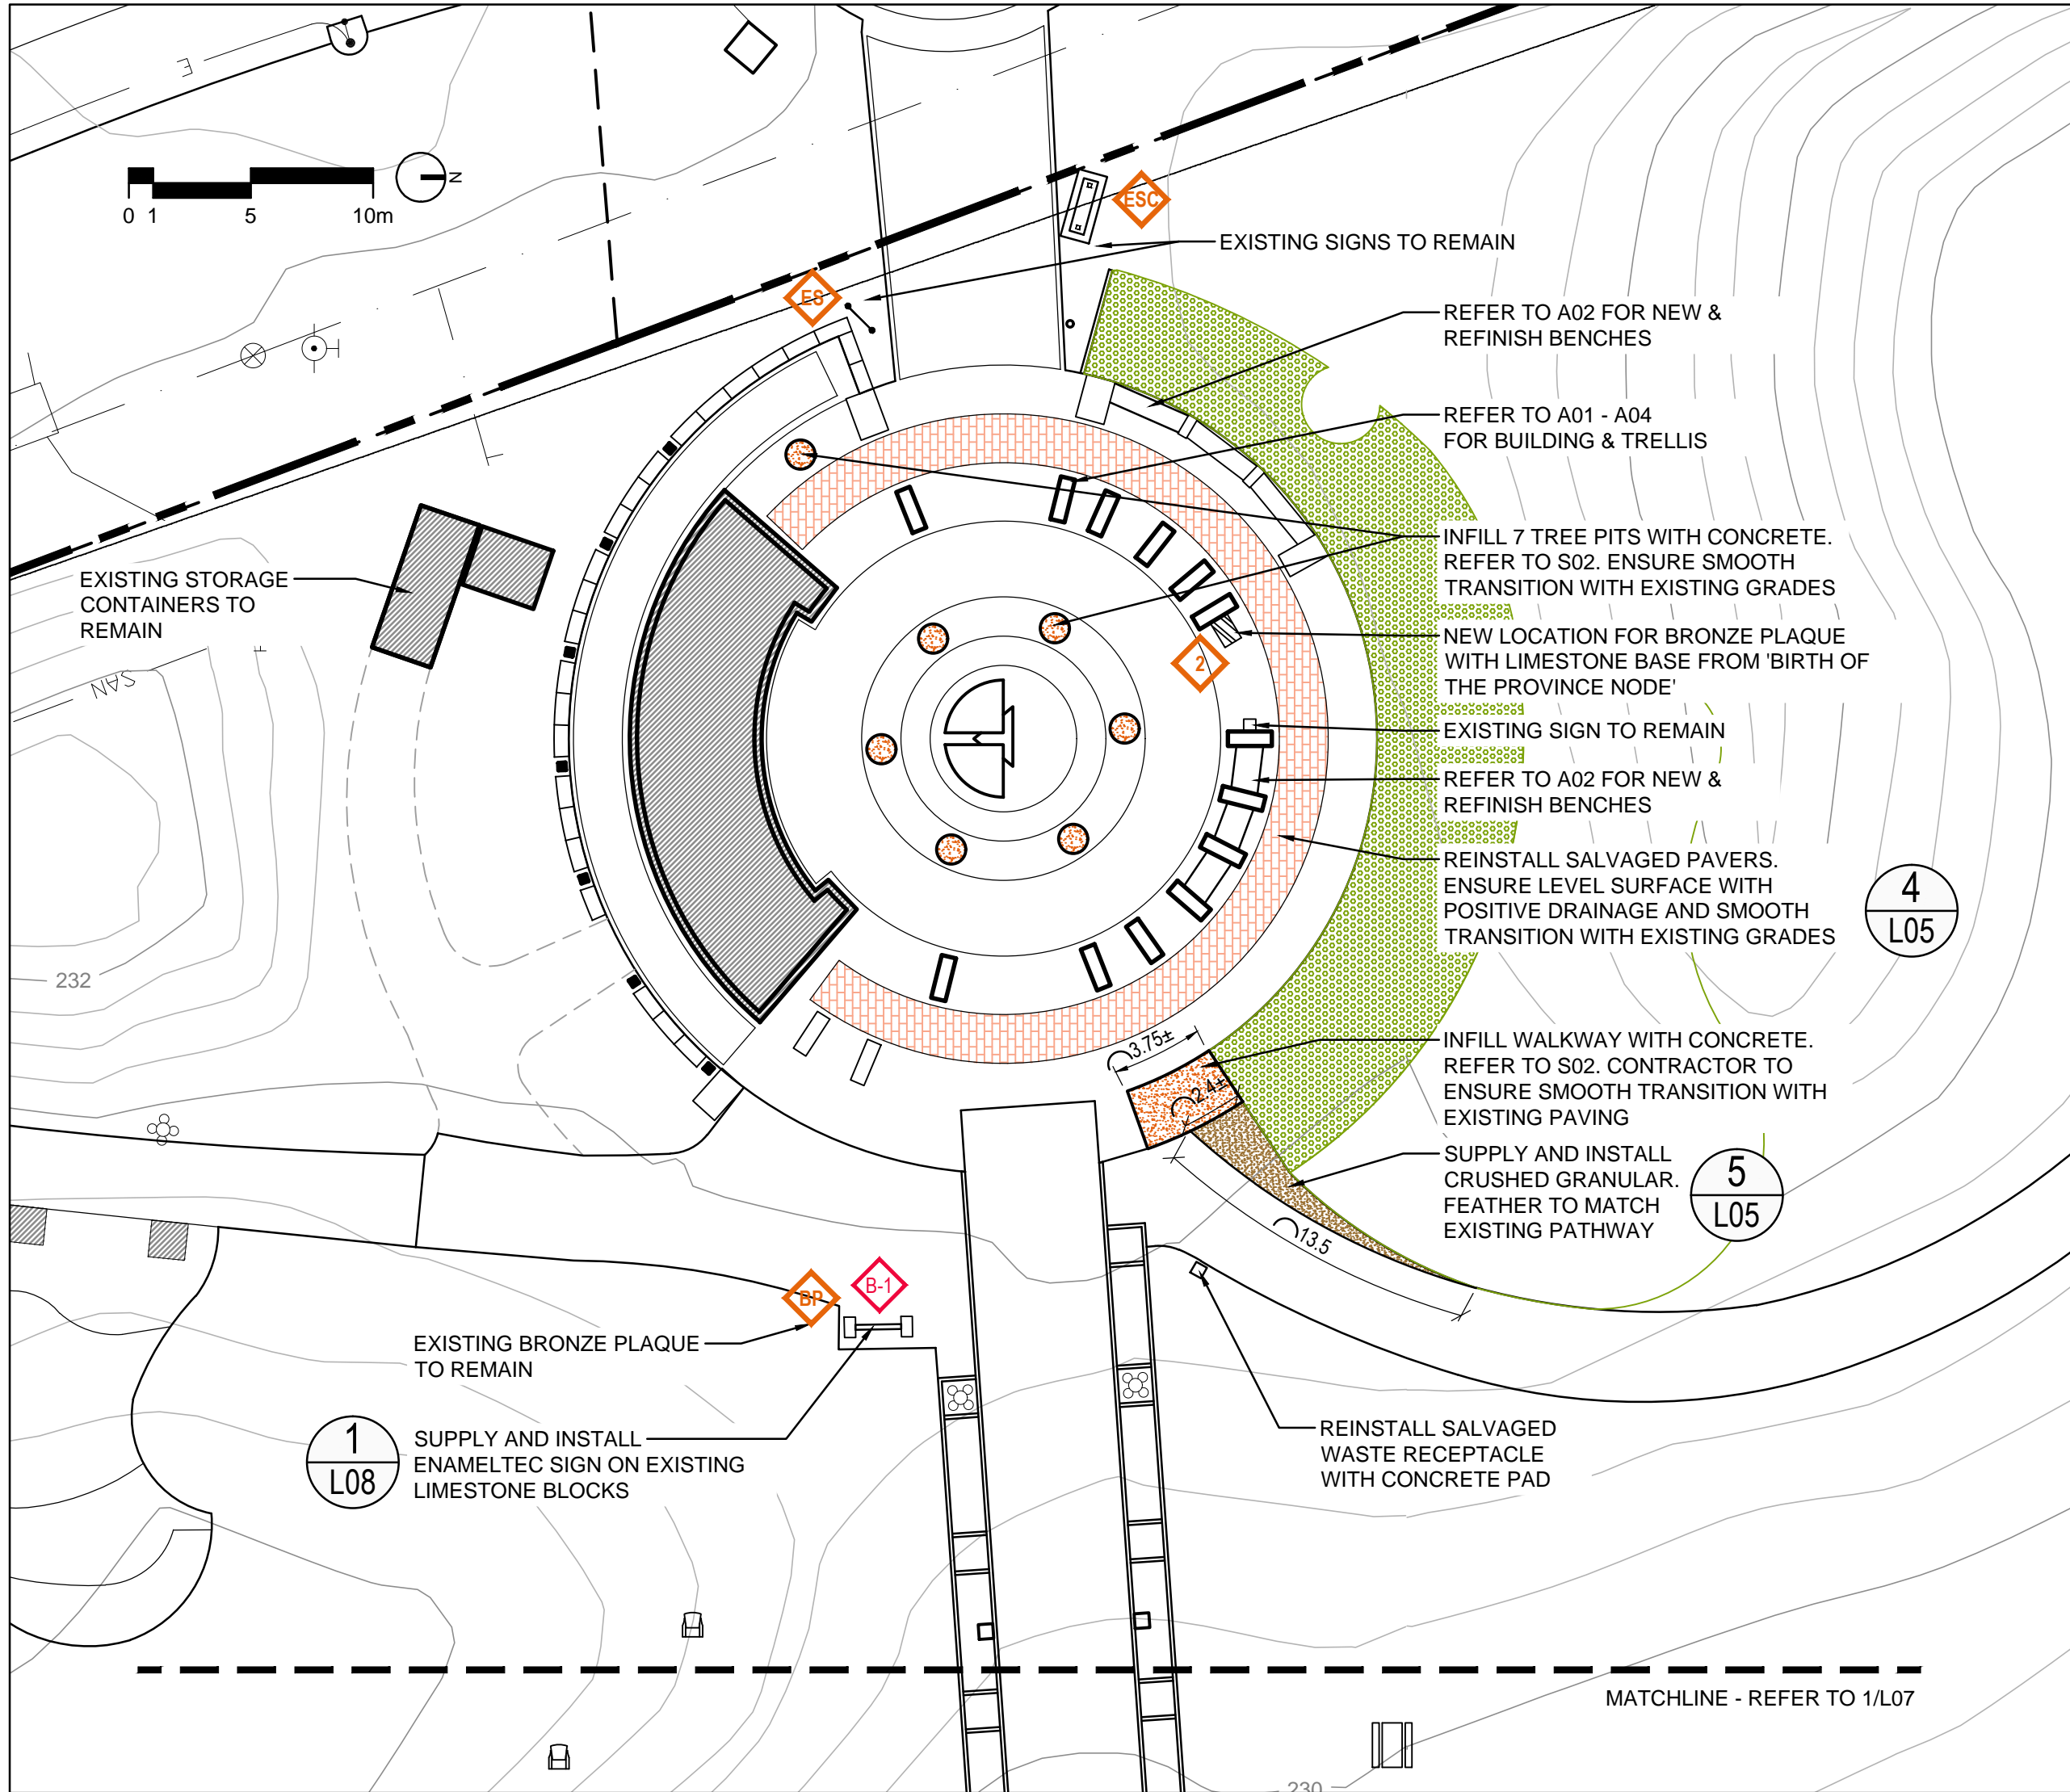 E
N
0 1 5 10m
ESC
EXISTING SIGNS TO REMAIN
ES
REFER TO A02 FOR NEW &
REFINISH BENCHES
REFER TO A01 - A04
FOR BUILDING & TRELLIS
INFILL 7 TREE PITS WITH CONCRETE.
REFER TO S02. ENSURE SMOOTH
TRANSITION WITH EXISTING GRADES
EXISTING STORAGE
CONTAINERS TO
REMAIN
NEW LOCATION FOR BRONZE PLAQUE
WITH LIMESTONE BASE FROM 'BIRTH OF
THE PROVINCE NODE'
2
SAN
EXISTING SIGN TO REMAIN
REFER TO A02 FOR NEW &
REFINISH BENCHES
REINSTALL SALVAGED PAVERS.
ENSURE LEVEL SURFACE WITH
POSITIVE DRAINAGE AND SMOOTH
TRANSITION WITH EXISTING GRADES
4
L05
232
3.75±
2.4±
INFILL WALKWAY WITH CONCRETE.
REFER TO S02. CONTRACTOR TO
ENSURE SMOOTH TRANSITION WITH
EXISTING PAVING
SUPPLY AND INSTALL
CRUSHED GRANULAR.
FEATHER TO MATCH
EXISTING PATHWAY
5
L05
13.5
BP
B-1
EXISTING BRONZE PLAQUE
TO REMAIN
1
L08
SUPPLY AND INSTALL
ENAMELTEC SIGN ON EXISTING
LIMESTONE BLOCKS
REINSTALL SALVAGED
WASTE RECEPTACLE
WITH CONCRETE PAD
MATCHLINE - REFER TO 1/L07
230